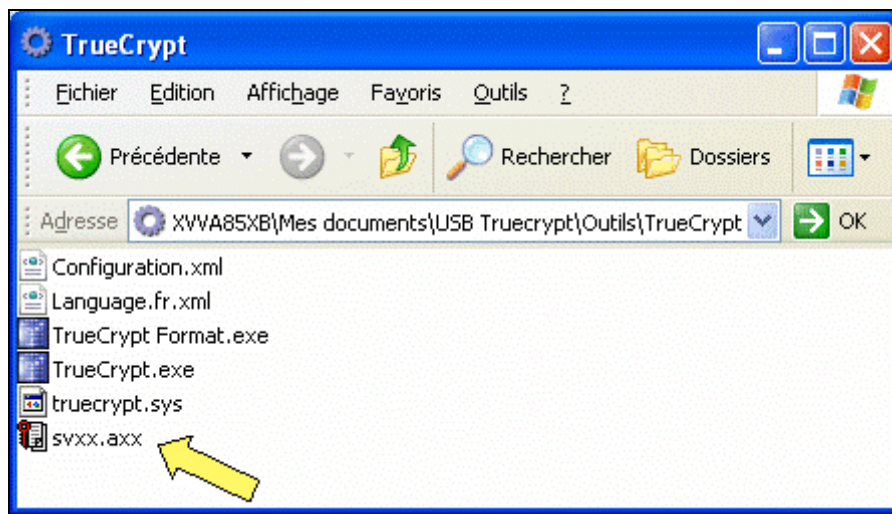 TrueCrypt
Fichier Edition Affichage Favoris Outils ?
Précédente Rechercher Dossiers
Adresse XVVA85XB\Mes documents\USB Truecrypt\Outils\TrueCrypt OK
Configuration.xml
Language.fr.xml
TrueCrypt Format.exe
TrueCrypt.exe
truecrypt.sys
svxx.axx